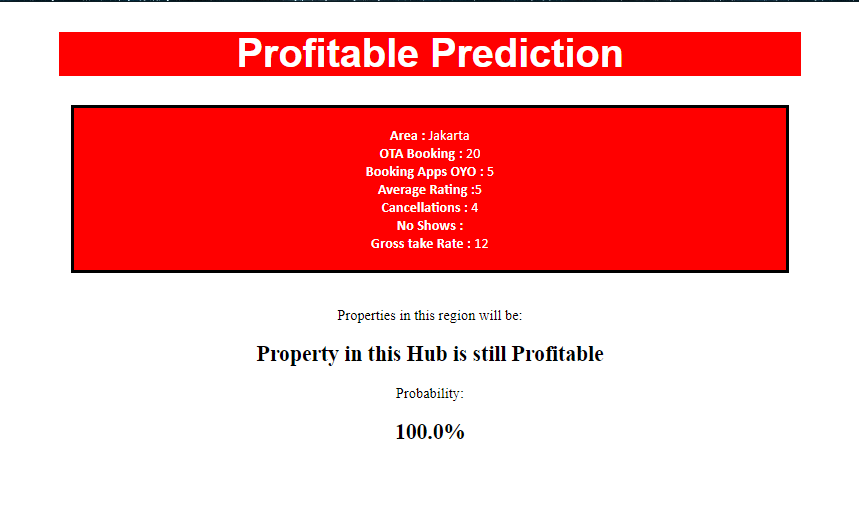 Profitable Prediction
Area : Jakarta
OTA Booking : 20
Booking Apps OYO : 5
Average Rating :5
Cancellations : 4
No Shows :
Gross take Rate : 12
Properties in this region will be:
Property in this Hub is still Profitable
Probability:
100.0%